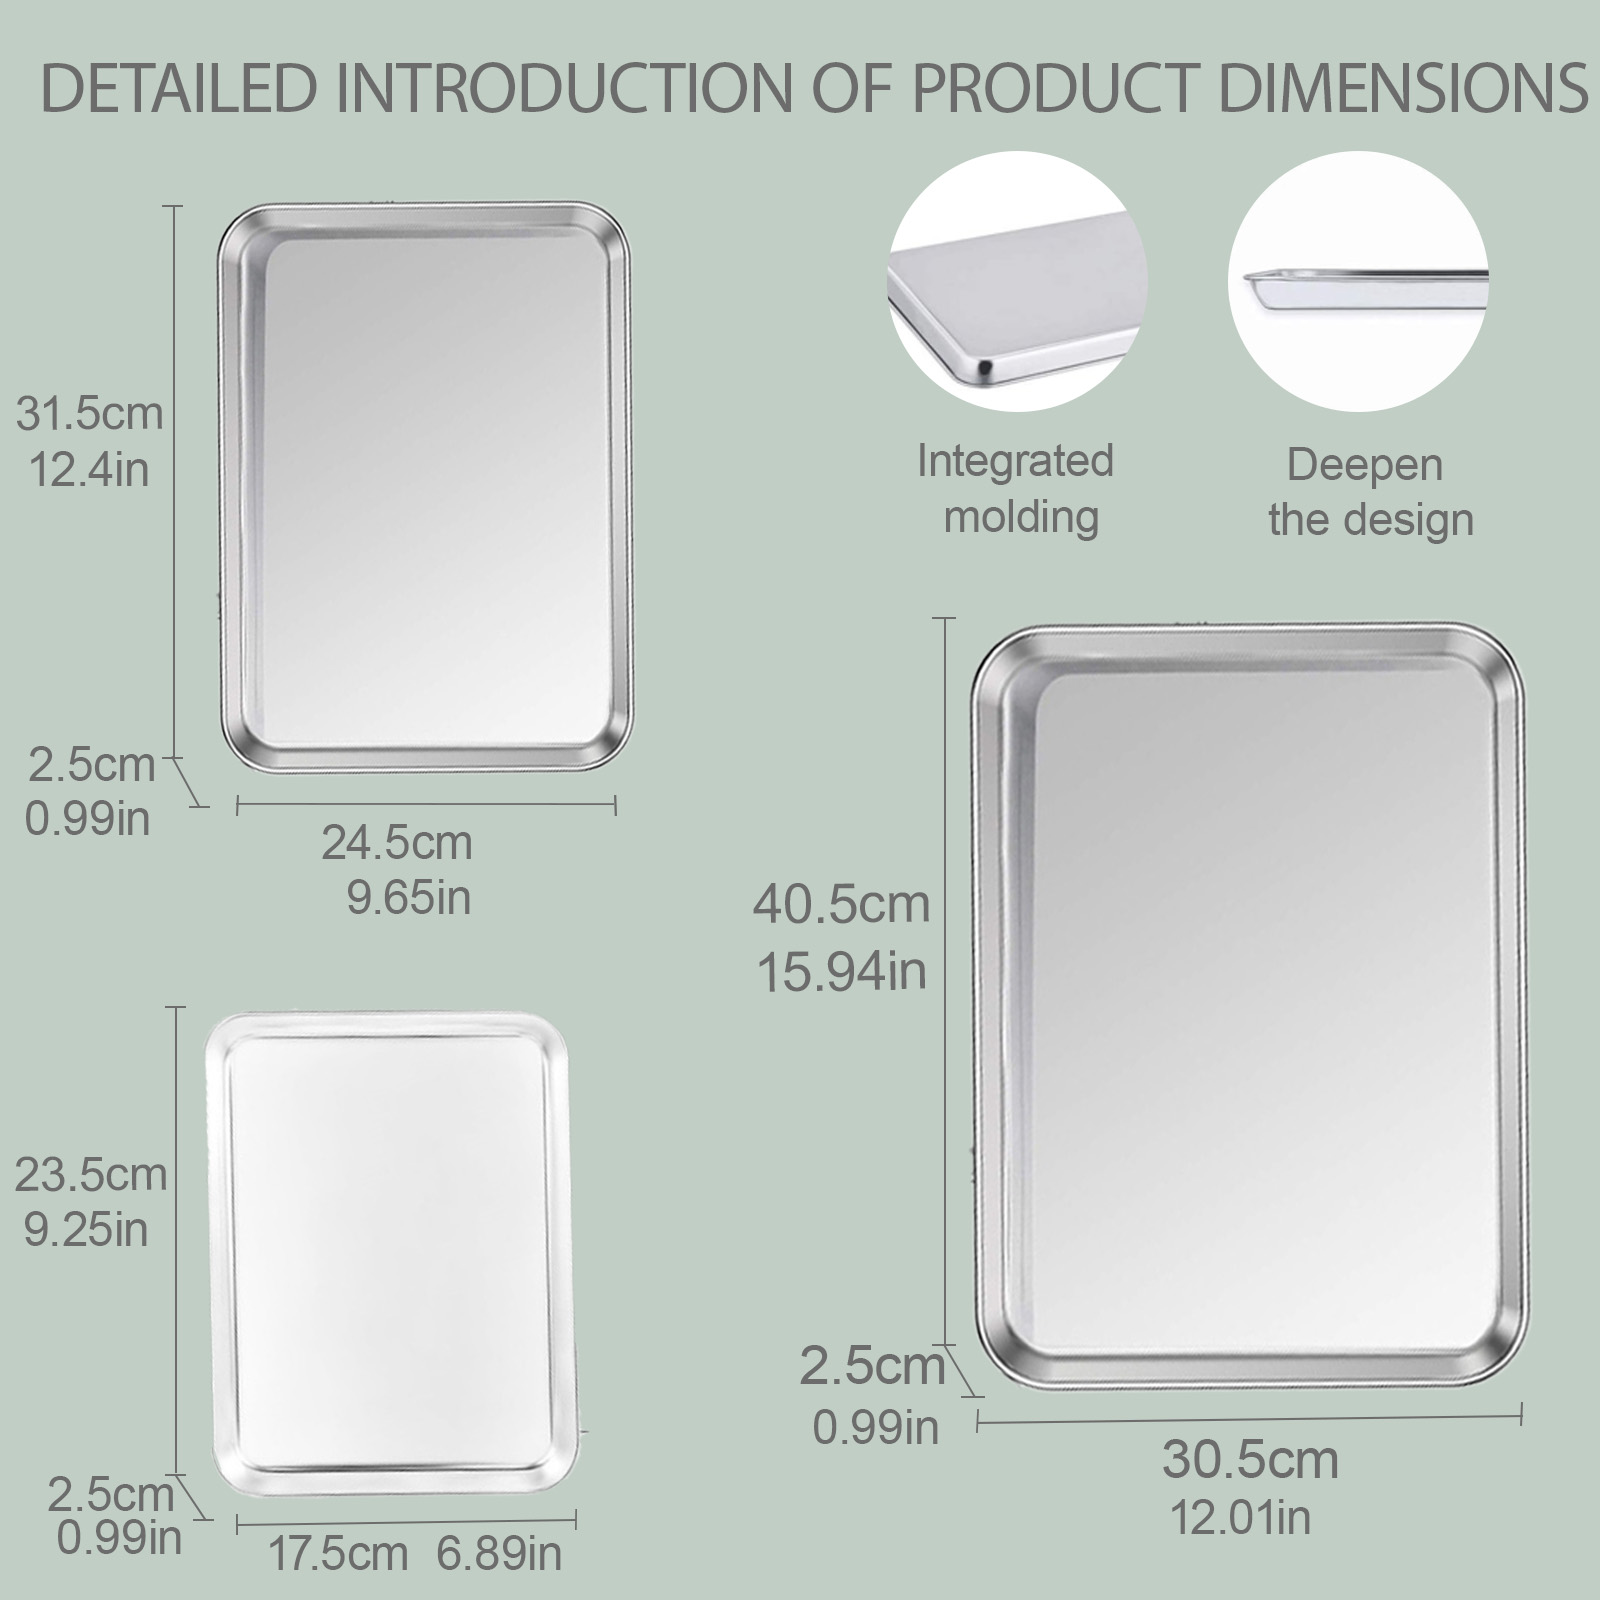 DETAILED INTRODUCTION OF PRODUCT DIMENSIONS
Integrated
molding
Deepen
the design
31.5cm
12.4in
2.5cm
0.99in
24.5cm
9.65in
40.5cm
15.94in
2.5cm
0.99in
30.5cm
12.01in
23.5cm
9.25in
2.5cm
0.99in
17.5cm 6.89in